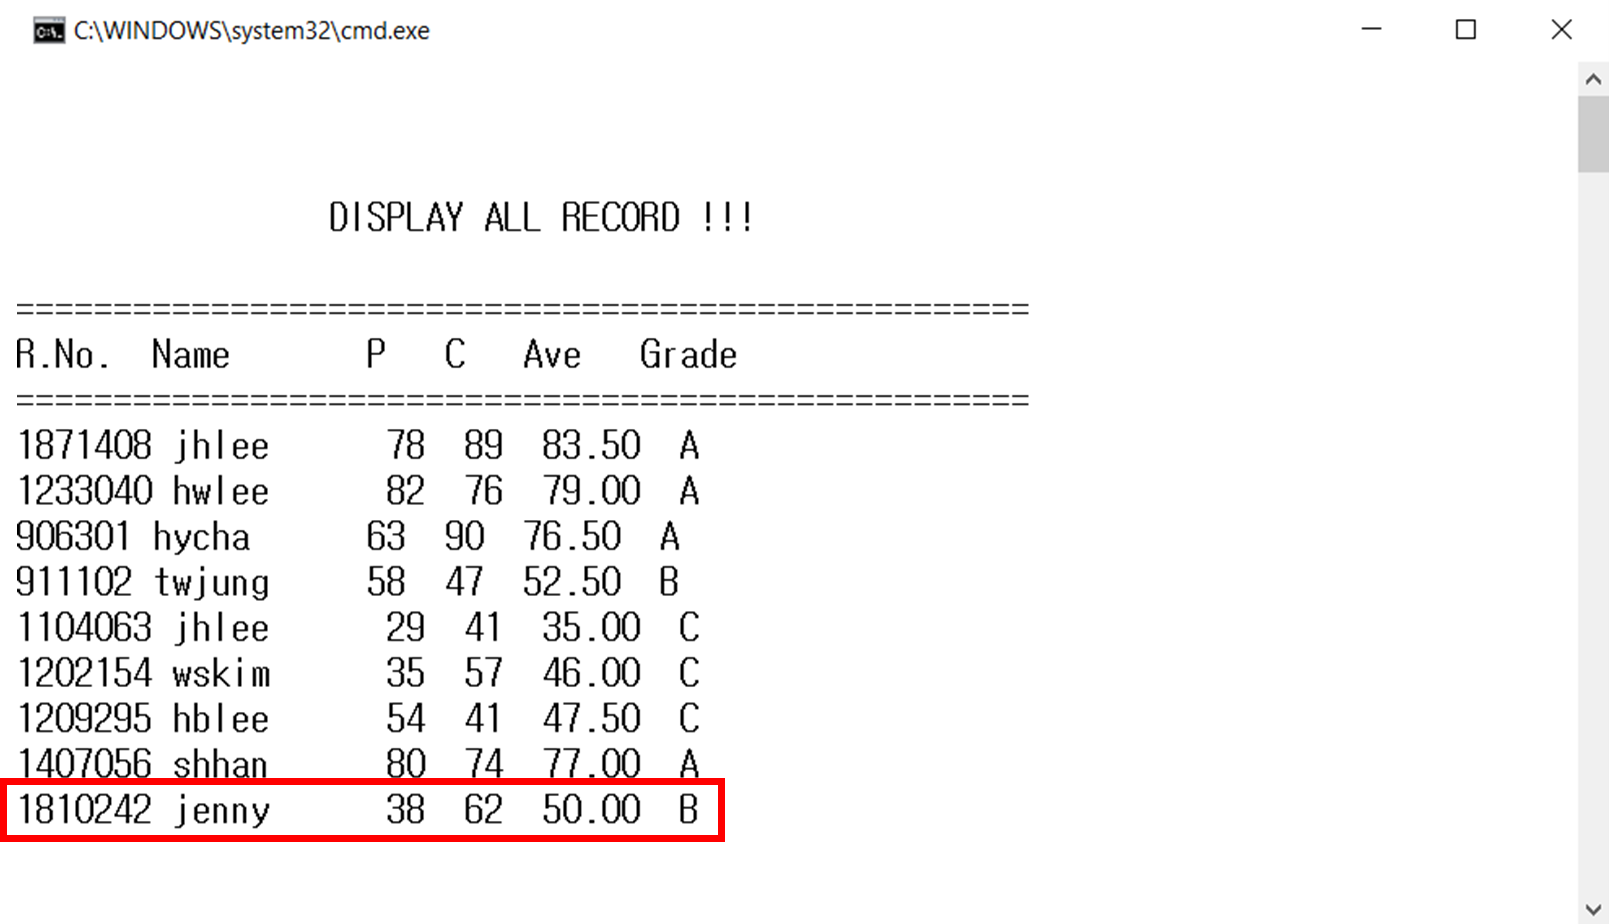 C:\WINDOWS\system32\cmd.exe
DISPLAY ALL RECORD !!!
====================================================
R.No.  Name       P   C   Ave   Grade
====================================================
1871408 jhlee      78  89  83.50  A
1233040 hwlee      82  76  79.00  A
906301 hycha      63  90  76.50  A
911102 twjung     58  47  52.50  B
1104063 jhlee      29  41  35.00  C
1202154 wskim      35  57  46.00  C
1209295 hblee      54  41  47.50  C
1407056 shhan      80  74  77.00  A
1810242 jenny      38  62  50.00  B